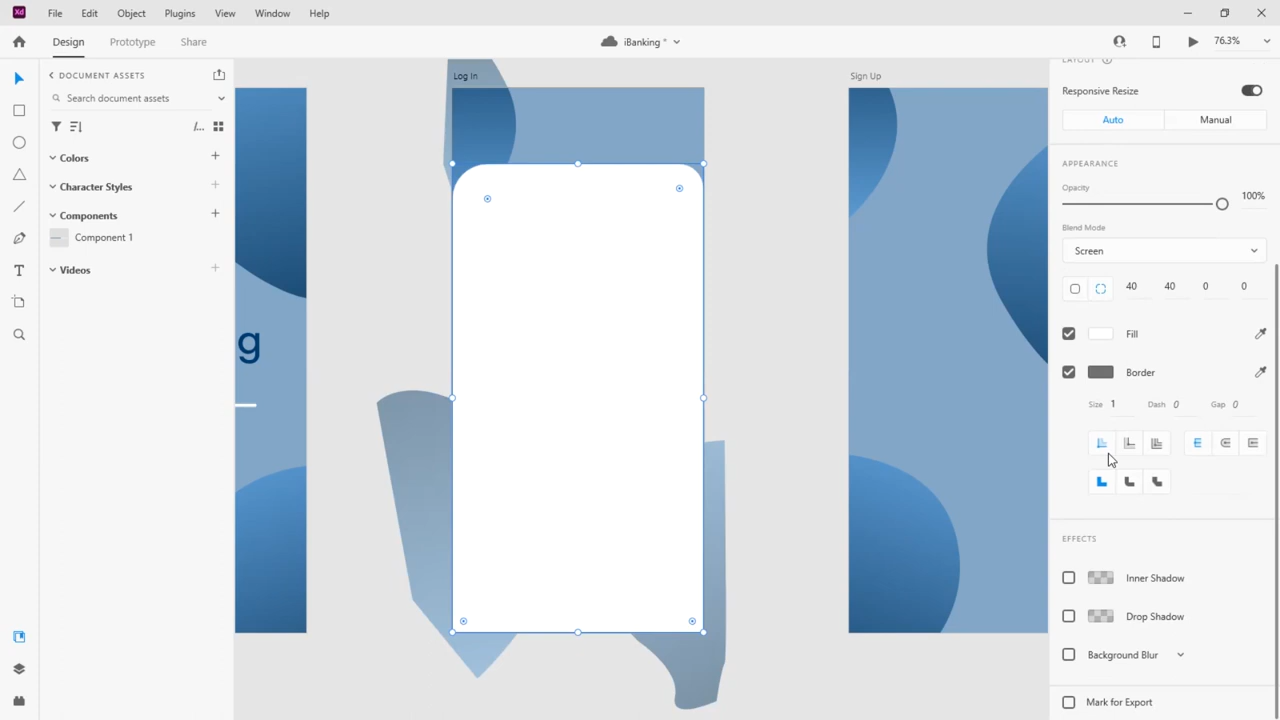 Xd File Edit Object Plugins View Window Help
Design Prototype Share iBanking * 76.3%
DOCUMENT ASSETS
Search document assets
Colors
Character Styles
Components
Component 1
Videos
Log In
Sign Up
g
LAYOUT
Responsive Resize
Auto Manual
APPEARANCE
Opacity
100%
Blend Mode
Screen
40 40 0 0
Fill
Border
Size 1 Dash 0 Gap 0
EFFECTS
Inner Shadow
Drop Shadow
Background Blur
Mark for Export